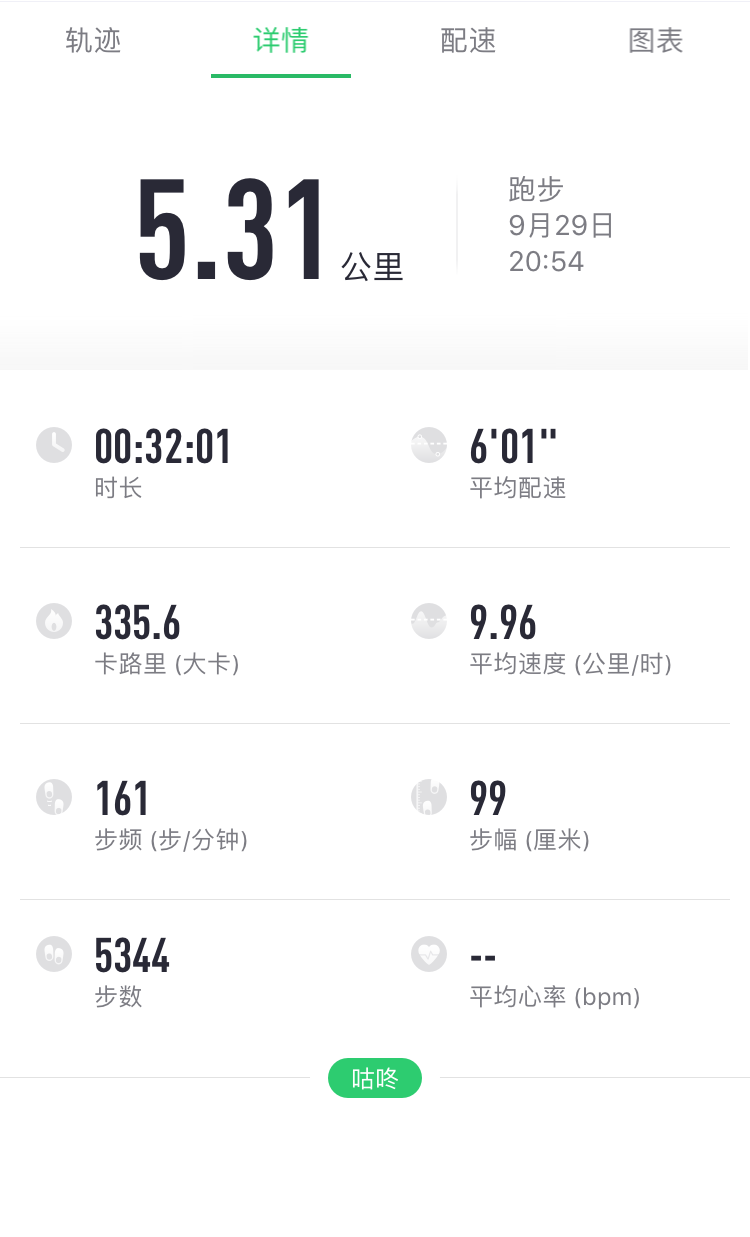 轨迹 详情 配速 图表
5.31 公里
跑步
9月29日
20:54
00:32:01 6'01"
时长 平均配速
335.6 9.96
卡路里 (大卡) 平均速度 (公里/时)
161 99
步频 (步/分钟) 步幅 (厘米)
5344 --
步数 平均心率 (bpm)
咕咚